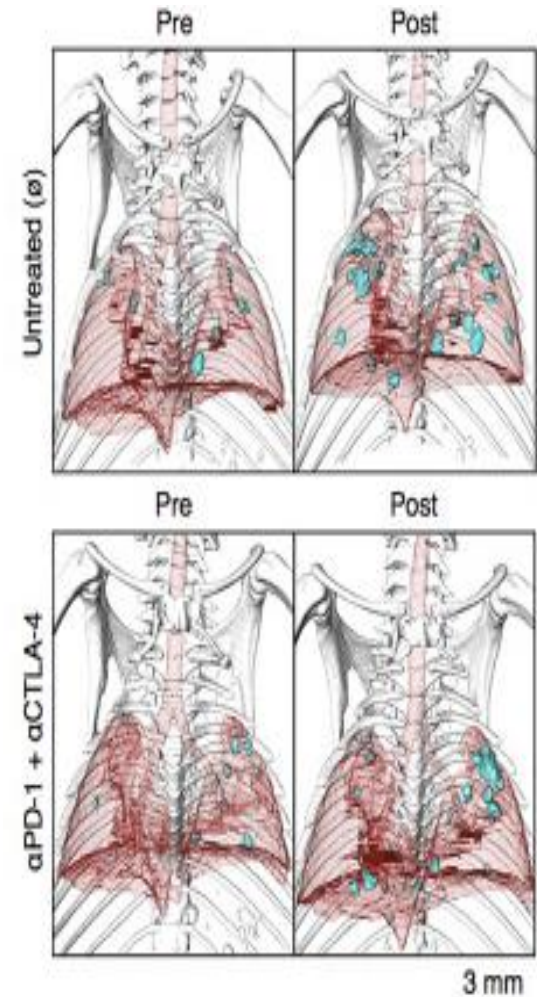 Pre Post
Untreated (ø)
Pre Post
αPD-1 + αCTLA-4
3 mm